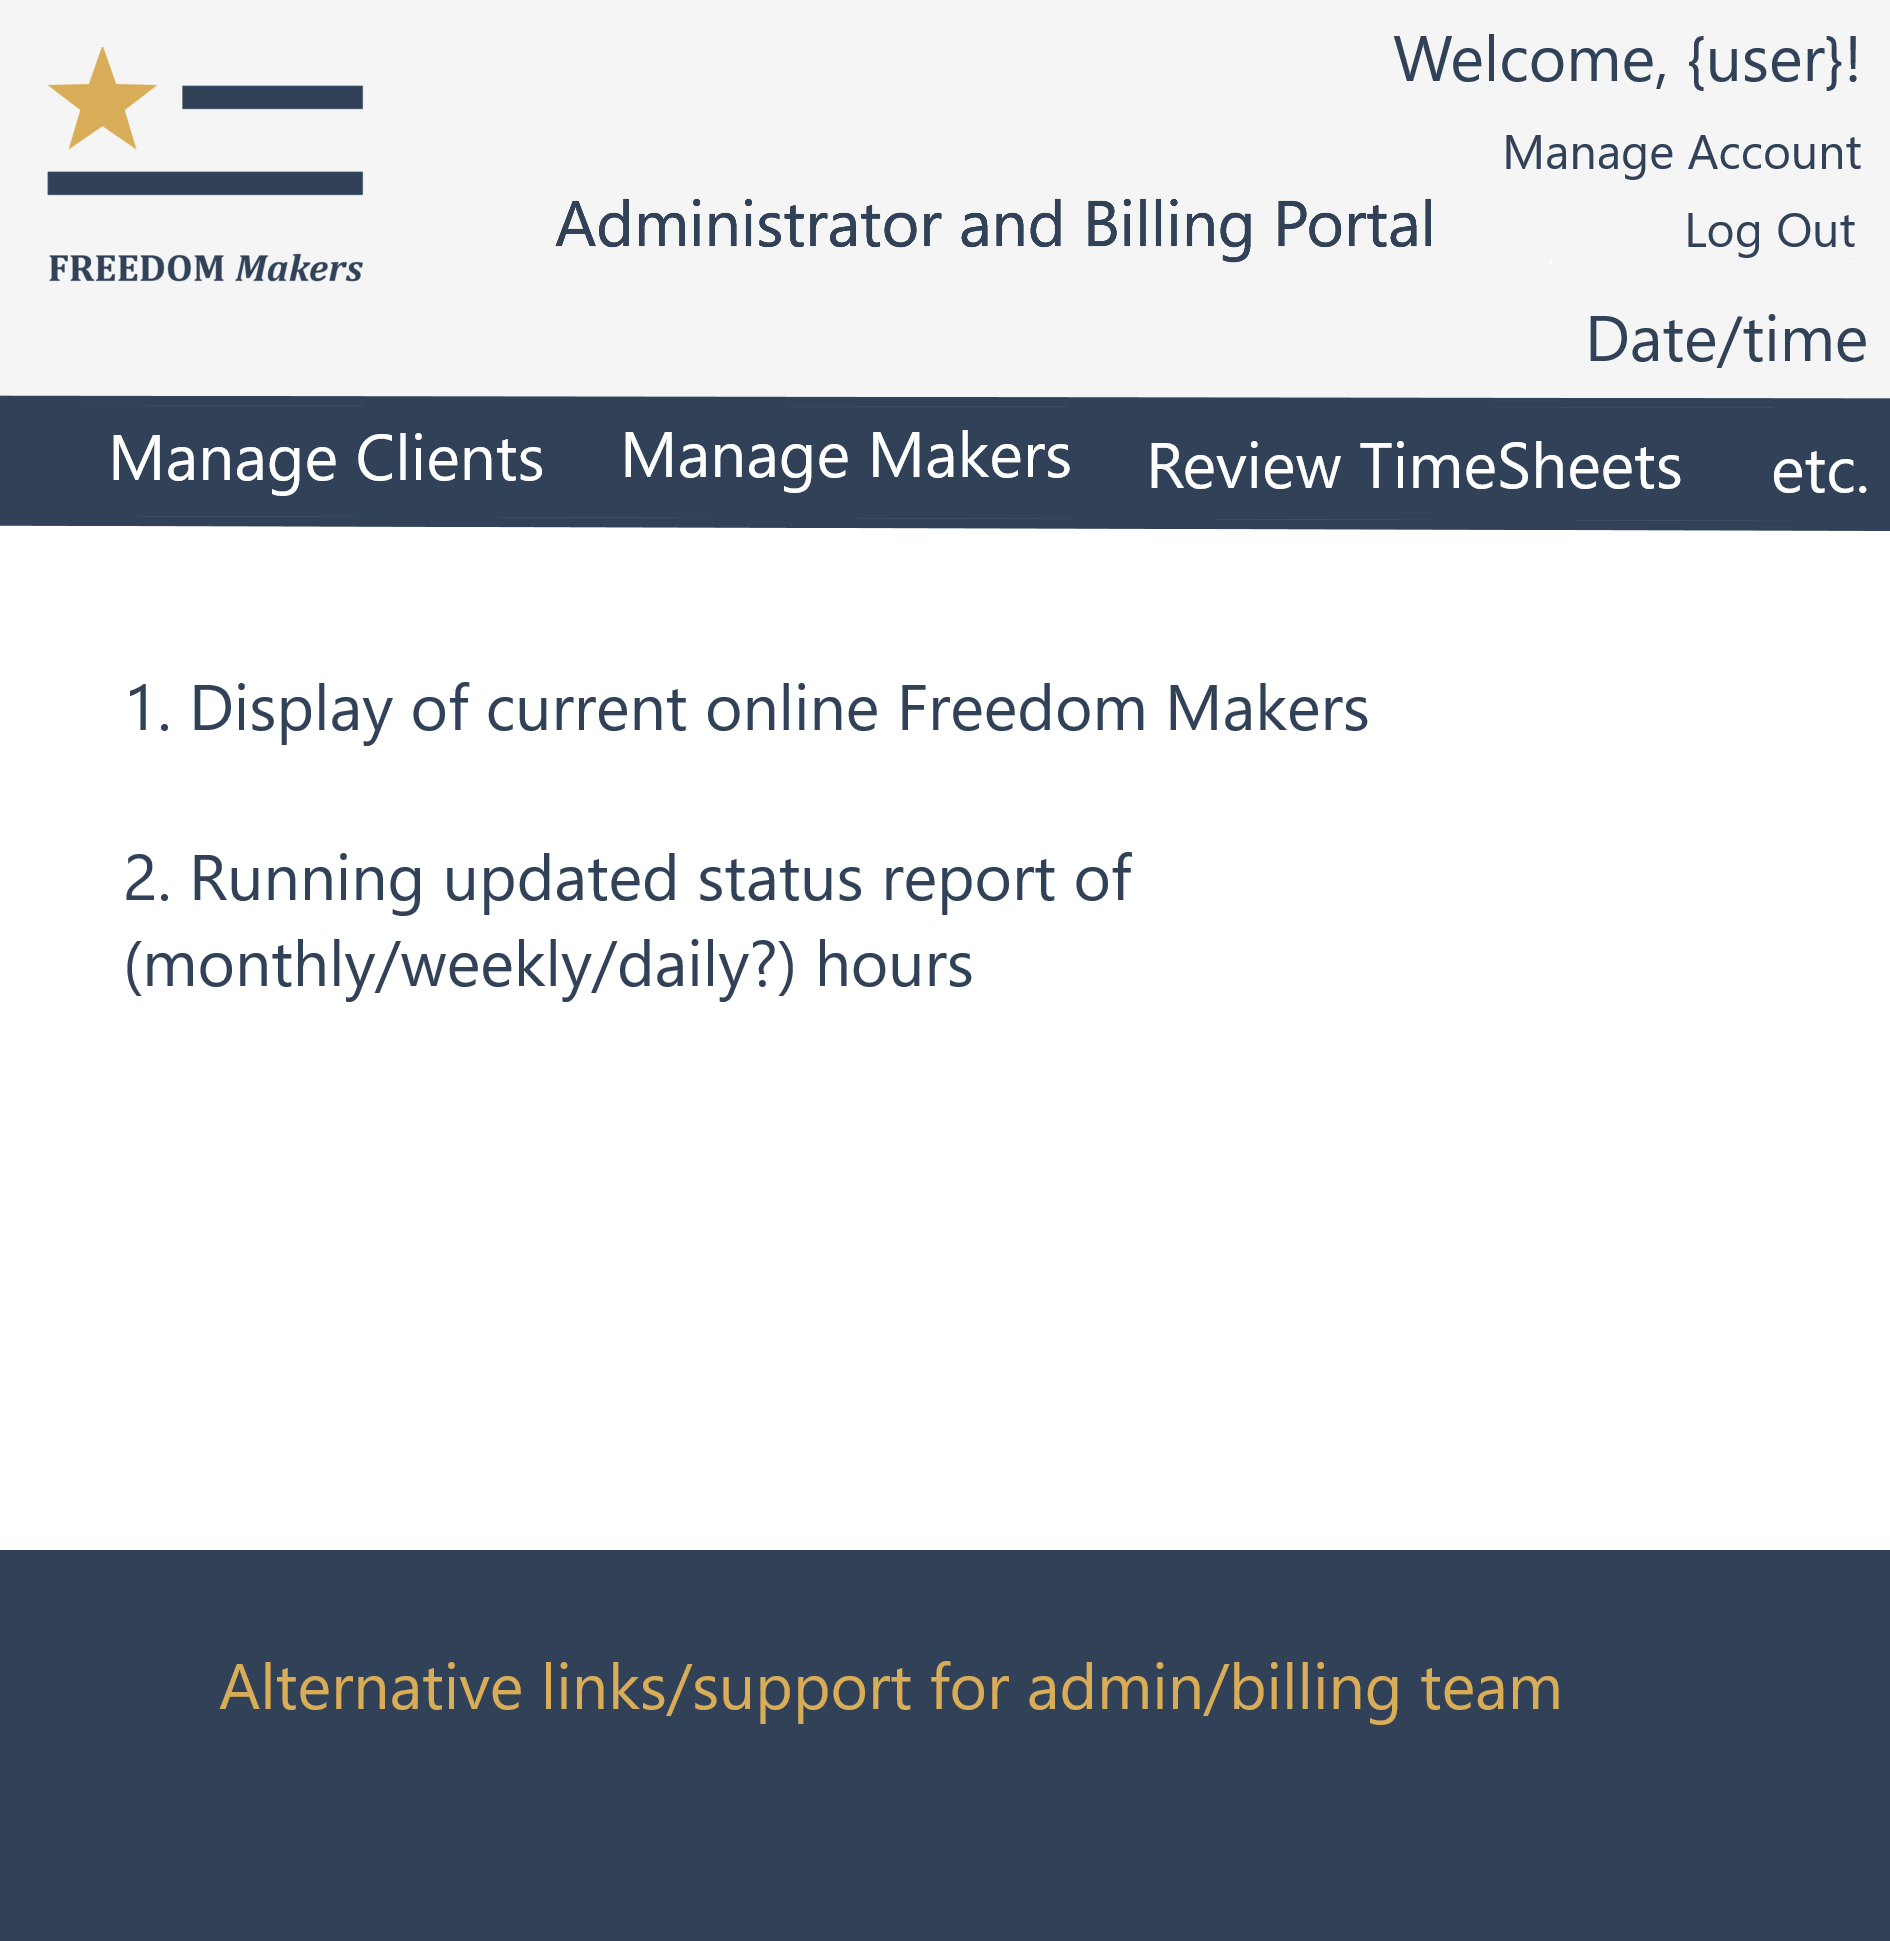 Welcome, {user}!
Manage Account
Administrator and Billing Portal
Log Out
FREEDOM Makers
Date/time
Manage Clients Manage Makers Review TimeSheets etc.
1. Display of current online Freedom Makers
2. Running updated status report of
(monthly/weekly/daily?) hours
Alternative links/support for admin/billing team